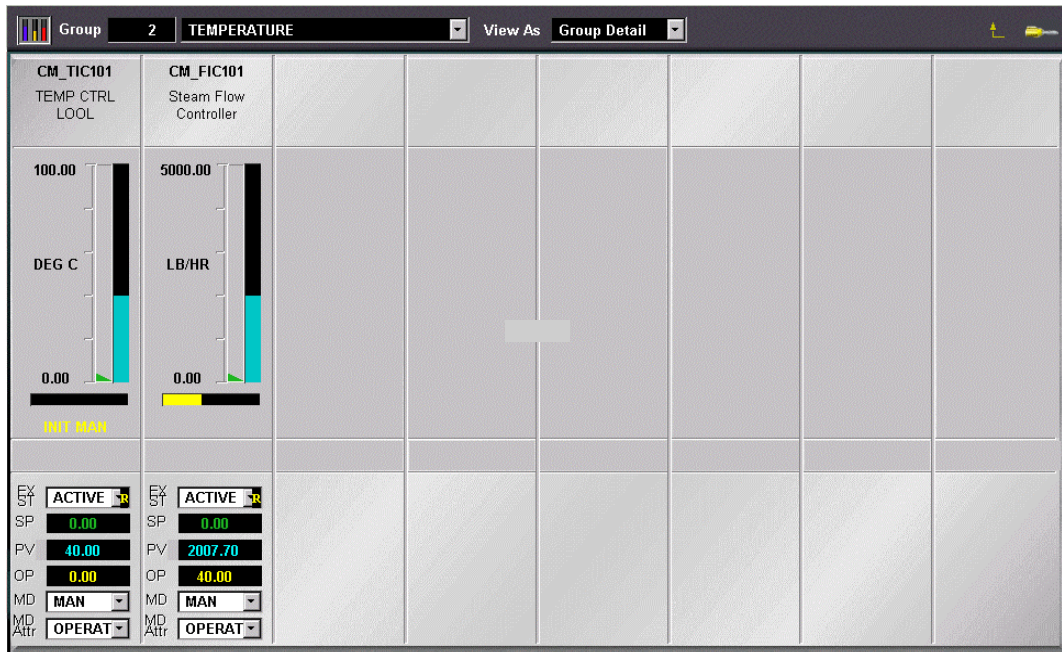 Group 2 TEMPERATURE View As Group Detail
CM_TIC101
TEMP CTRL
LOOL
100.00
DEG C
0.00
INIT MAN
EX
ST ACTIVE R
SP 0.00
PV 40.00
OP 0.00
MD MAN
MD
Attr OPERAT
CM_FIC101
Steam Flow
Controller
5000.00
LB/HR
0.00
EX
ST ACTIVE R
SP 0.00
PV 2007.70
OP 40.00
MD MAN
MD
Attr OPERAT